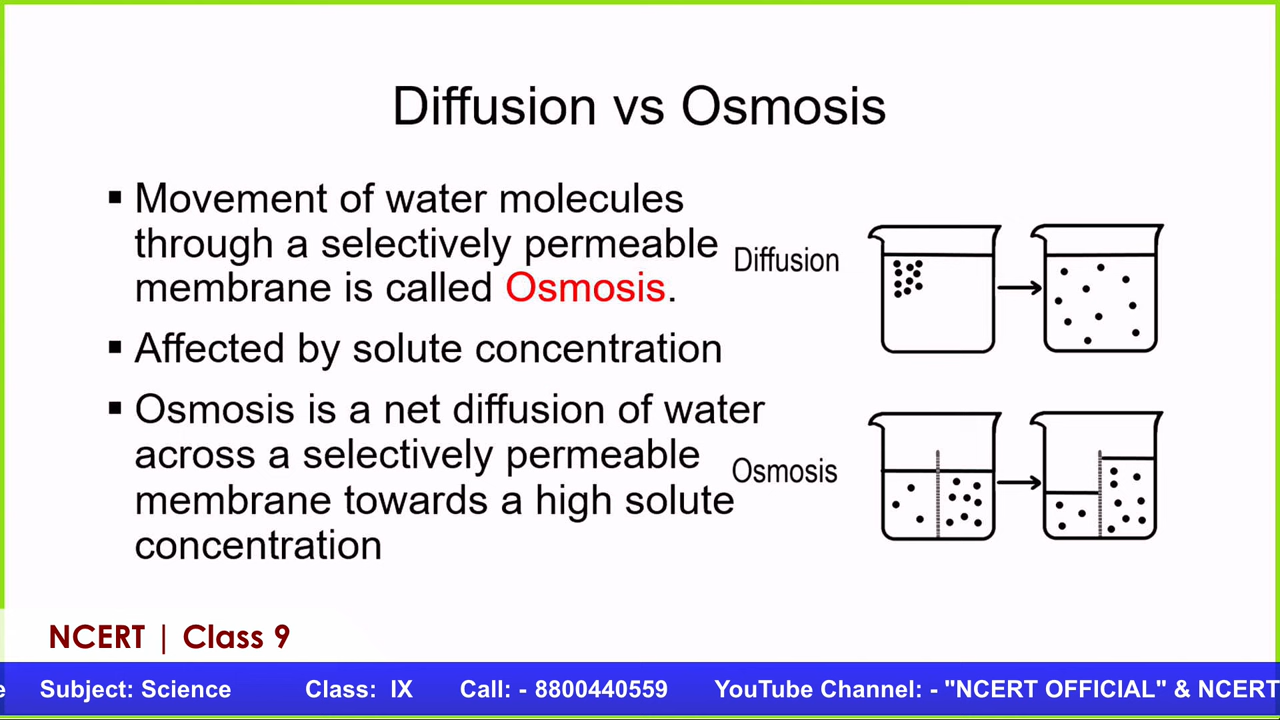 Diffusion vs Osmosis
▪ Movement of water molecules
through a selectively permeable
membrane is called Osmosis.
▪ Affected by solute concentration
▪ Osmosis is a net diffusion of water
across a selectively permeable
membrane towards a high solute
concentration
Diffusion
Osmosis
NCERT | Class 9
e Subject: Science Class: IX Call: - 8800440559 YouTube Channel: - "NCERT OFFICIAL" & NCERT